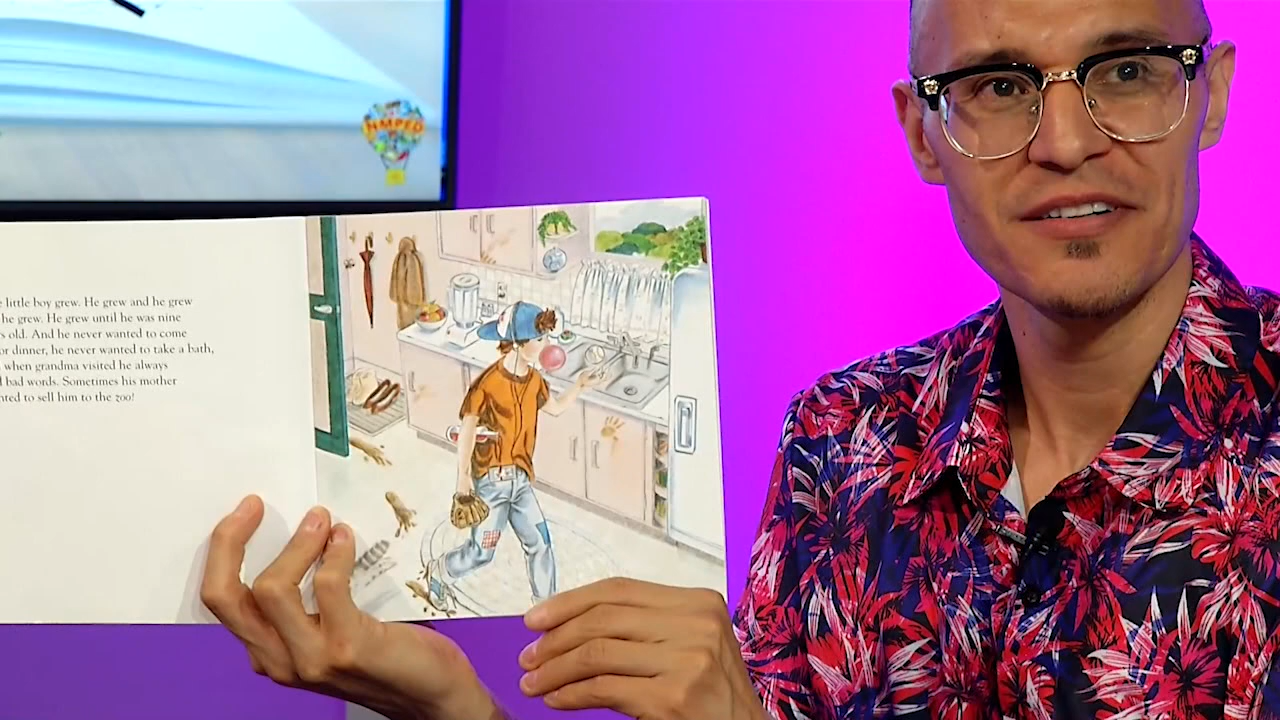 NMPED
little boy grew. He grew and he grew
he grew. He grew until he was nine
old. And he never wanted to come
dinner, he never wanted to take a bath,
when grandma visited he always
bad words. Sometimes his mother
to sell him to the zoo!